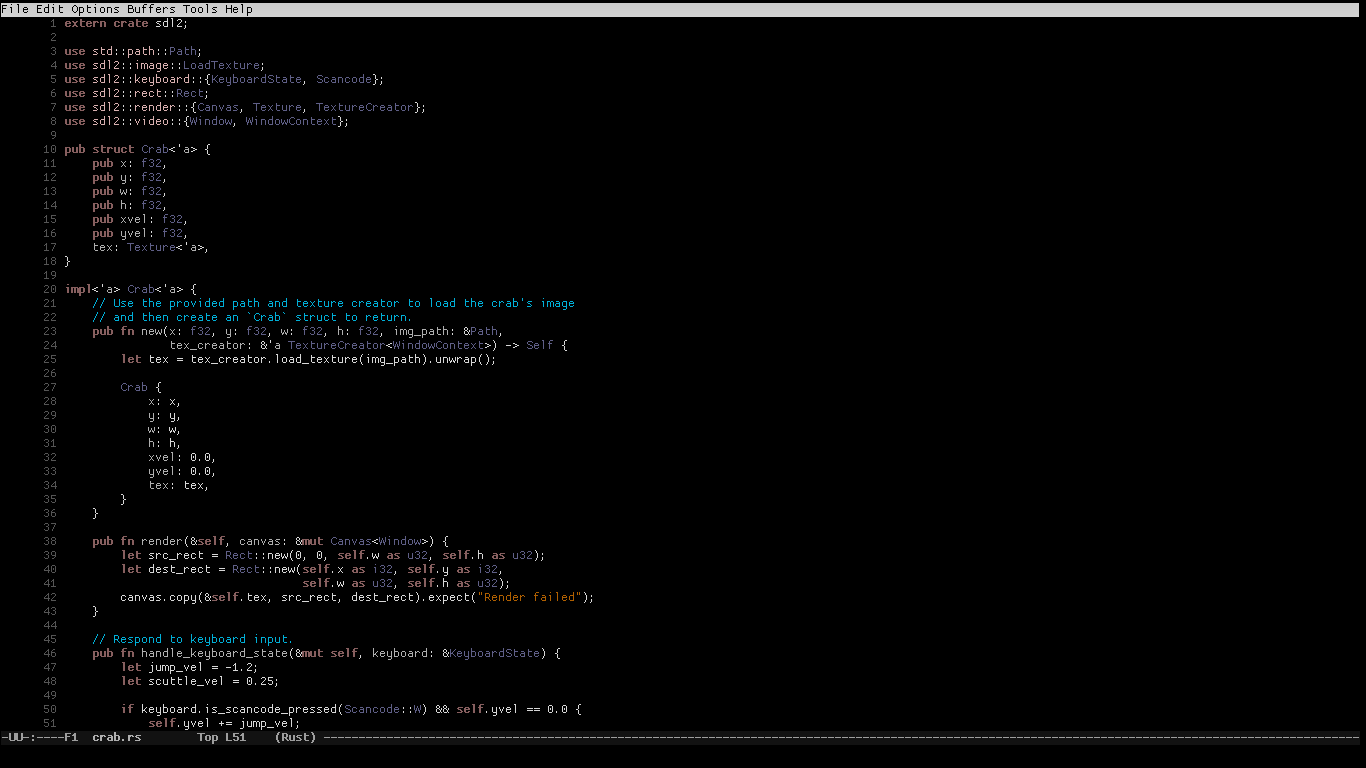 File Edit Options Buffers Tools Help
1 extern crate sdl2;
2
3 use std::path::Path;
4 use sdl2::image::LoadTexture;
5 use sdl2::keyboard::{KeyboardState, Scancode};
6 use sdl2::rect::Rect;
7 use sdl2::render::{Canvas, Texture, TextureCreator};
8 use sdl2::video::{Window, WindowContext};
9
10 pub struct Crab<'a> {
11     pub x: f32,
12     pub y: f32,
13     pub w: f32,
14     pub h: f32,
15     pub xvel: f32,
16     pub yvel: f32,
17     tex: Texture<'a>,
18 }
19
20 impl<'a> Crab<'a> {
21     // Use the provided path and texture creator to load the crab's image
22     // and then create an `Crab` struct to return.
23     pub fn new(x: f32, y: f32, w: f32, h: f32, img_path: &Path,
24                tex_creator: &'a TextureCreator<WindowContext>) -> Self {
25         let tex = tex_creator.load_texture(img_path).unwrap();
26
27         Crab {
28             x: x,
29             y: y,
30             w: w,
31             h: h,
32             xvel: 0.0,
33             yvel: 0.0,
34             tex: tex,
35         }
36     }
37
38     pub fn render(&self, canvas: &mut Canvas<Window>) {
39         let src_rect = Rect::new(0, 0, self.w as u32, self.h as u32);
40         let dest_rect = Rect::new(self.x as i32, self.y as i32,
41                                   self.w as u32, self.h as u32);
42         canvas.copy(&self.tex, src_rect, dest_rect).expect("Render failed");
43     }
44
45     // Respond to keyboard input.
46     pub fn handle_keyboard_state(&mut self, keyboard: &KeyboardState) {
47         let jump_vel = -1.2;
48         let scuttle_vel = 0.25;
49
50         if keyboard.is_scancode_pressed(Scancode::W) && self.yvel == 0.0 {
51             self.yvel += jump_vel;
-UU-:----F1  crab.rs        Top L51    (Rust) ----------------------------------------------------------------------------------------------------------------------------------------------------